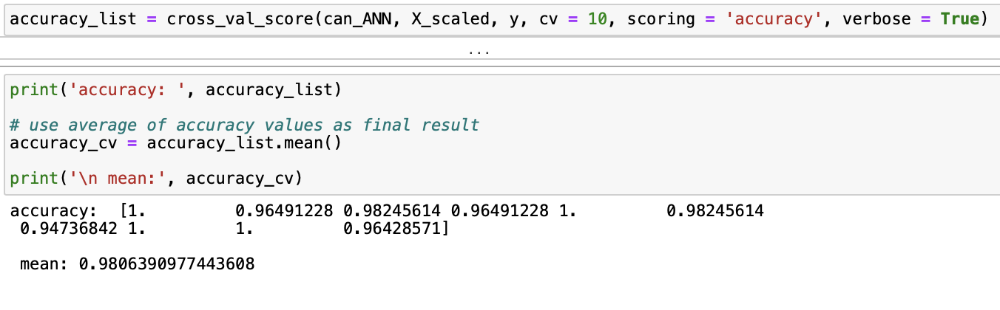 accuracy_list = cross_val_score(can_ANN, X_scaled, y, cv = 10, scoring = 'accuracy', verbose = True)
...
print('accuracy: ', accuracy_list)
# use average of accuracy values as final result
accuracy_cv = accuracy_list.mean()
print('\n mean:', accuracy_cv)
accuracy:  [1.         0.96491228 0.98245614 0.96491228 1.         0.98245614
 0.94736842 1.         1.         0.96428571]
 mean: 0.9806390977443608